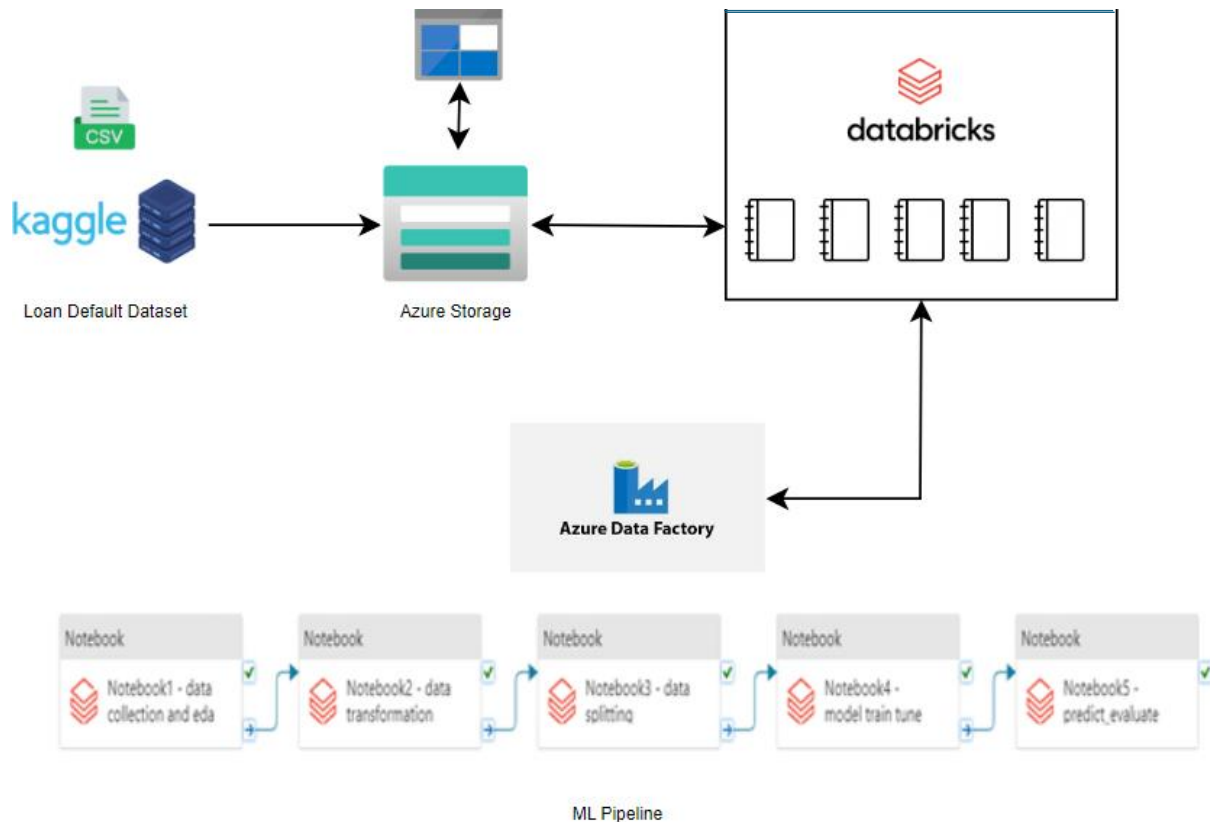 CSV
kaggle
Loan Default Dataset
Azure Storage
databricks
Azure Data Factory
Notebook
Notebook1 - data
collection and eda
Notebook
Notebook2 - data
transformation
Notebook
Notebook3 - data
splitting
Notebook
Notebook4 -
model train tune
Notebook
Notebook5 -
predict_evaluate
ML Pipeline